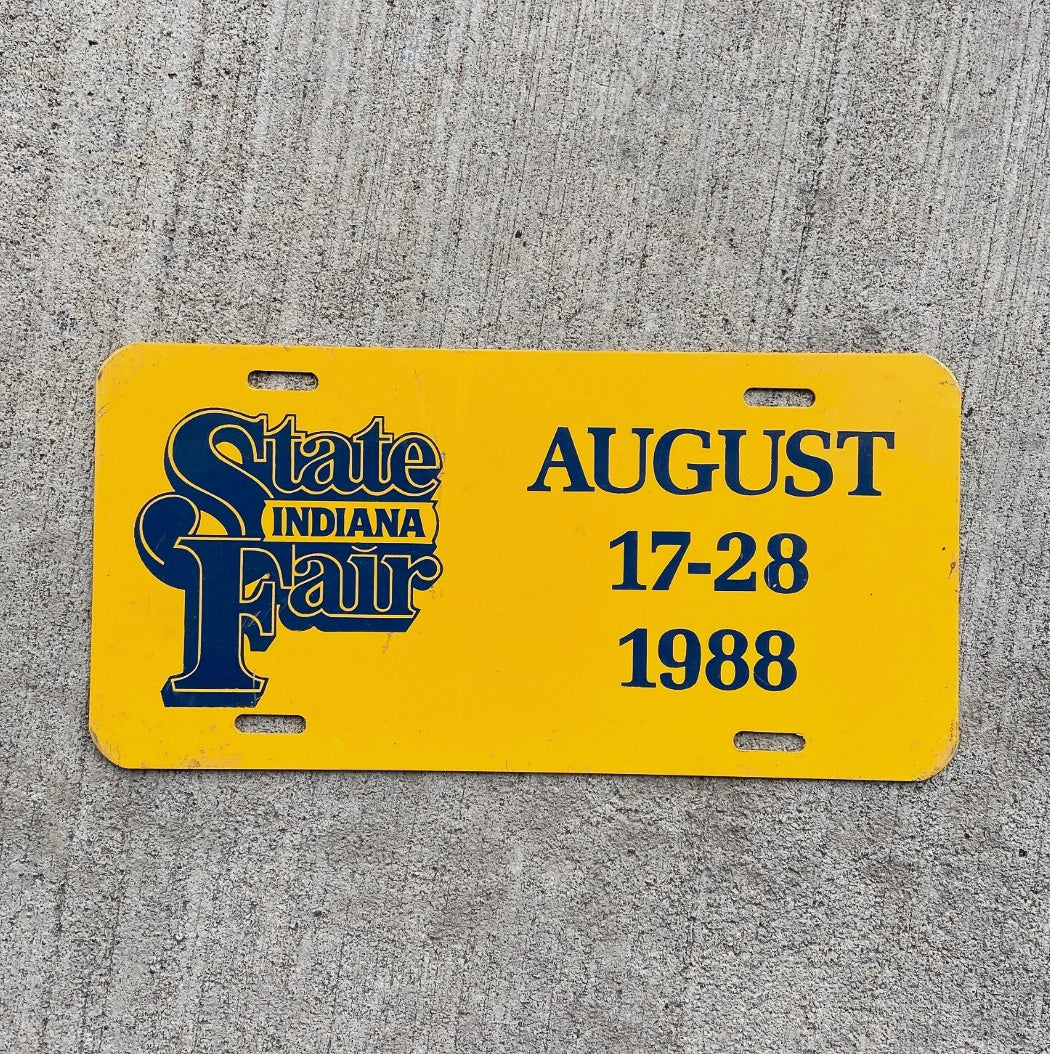 State
INDIANA
Fair
AUGUST
17-28
1988